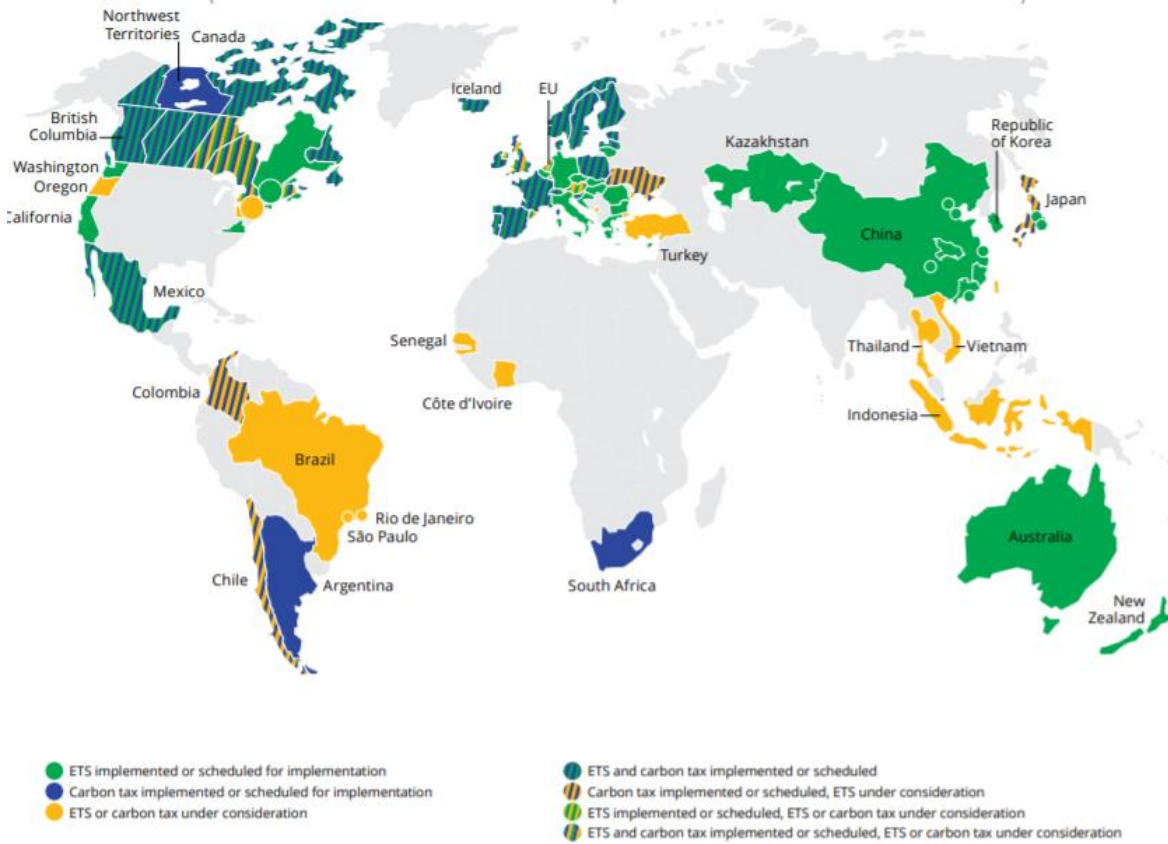 Northwest
Territories
Canada
British
Columbia
Washington
Oregon
California
Mexico
Iceland
EU
Kazakhstan
Republic
of Korea
Japan
China
Turkey
Senegal
Côte d'Ivoire
Thailand
Vietnam
Indonesia
Colombia
Brazil
Rio de Janeiro
São Paulo
Chile
Argentina
South Africa
Australia
New
Zealand
ETS implemented or scheduled for implementation
Carbon tax implemented or scheduled for implementation
ETS or carbon tax under consideration
ETS and carbon tax implemented or scheduled
Carbon tax implemented or scheduled, ETS under consideration
ETS implemented or scheduled, ETS or carbon tax under consideration
ETS and carbon tax implemented or scheduled, ETS or carbon tax under consideration